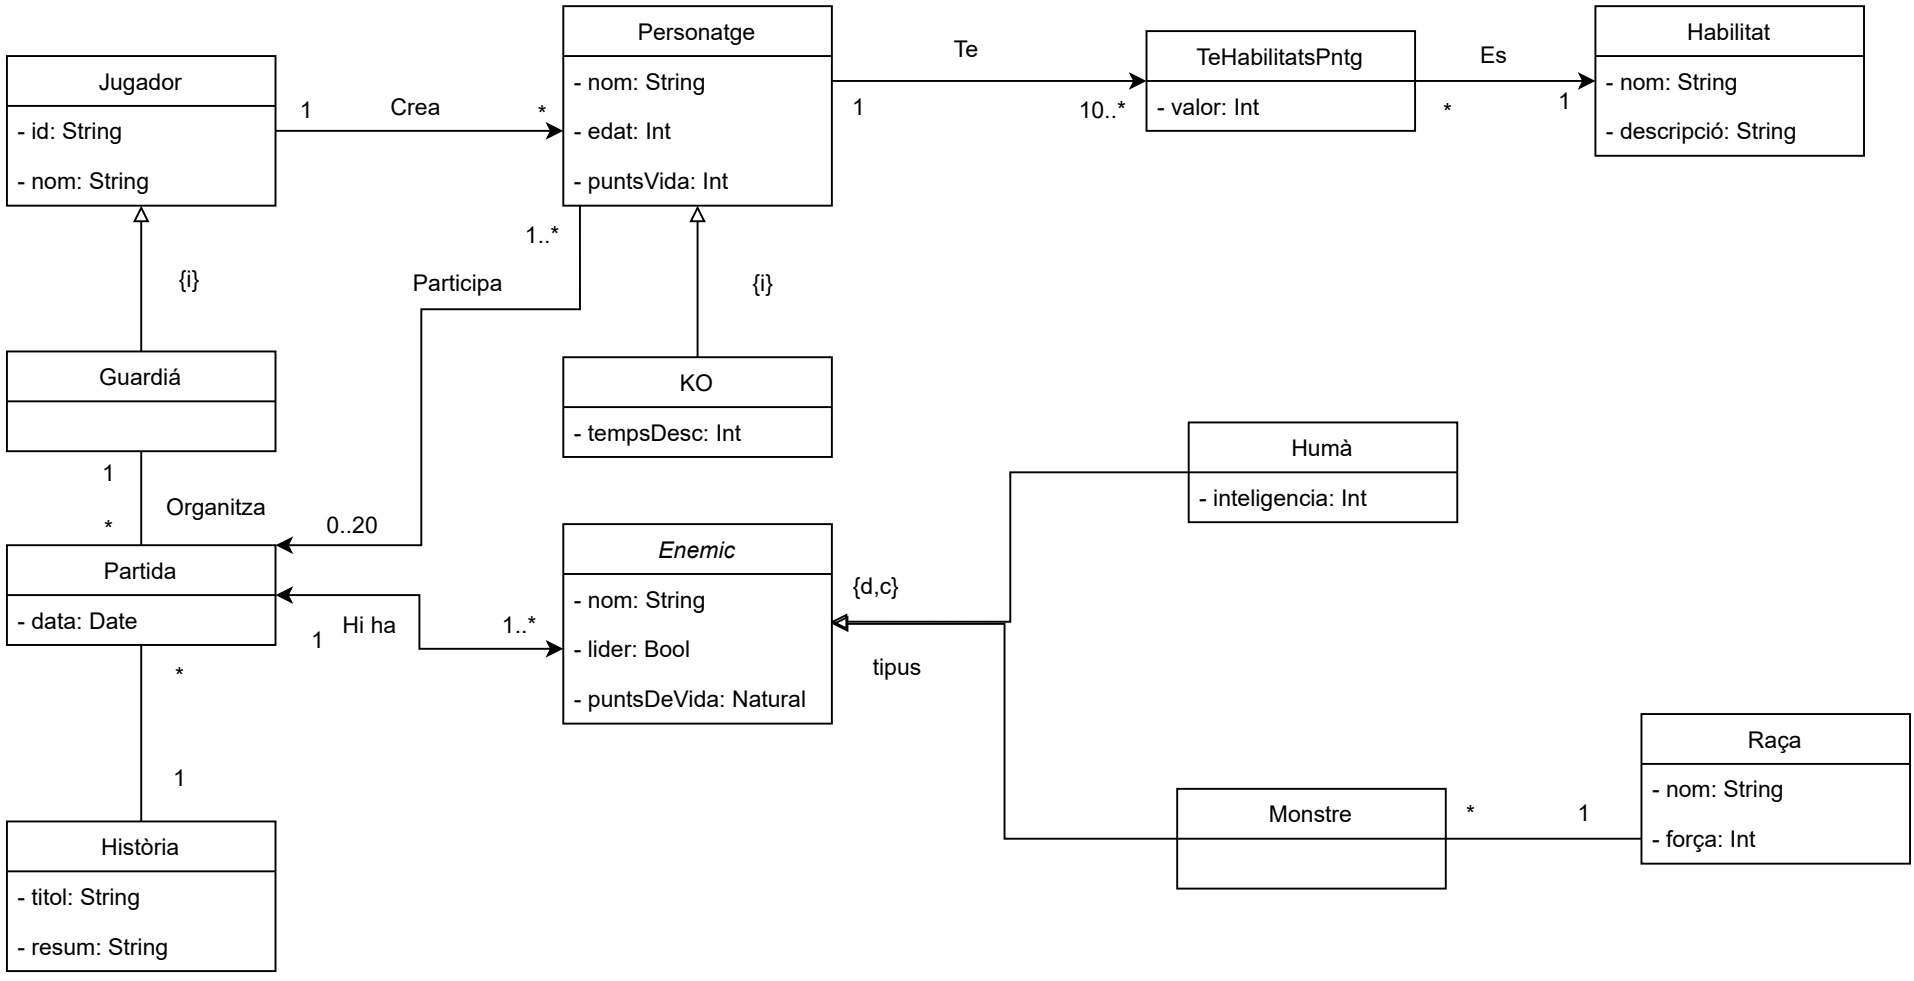 Jugador
- id: String
- nom: String
1
Crea
*
Personatge
- nom: String
- edat: Int
- puntsVida: Int
Te
1
10..*
TeHabilitatsPntg
- valor: Int
Es
*
1
Habilitat
- nom: String
- descripció: String
{i}
1..*
Participa
{i}
Guardiá
KO
- tempsDesc: Int
1
Organitza
*
0..20
Partida
- data: Date
1
Hi ha
1..*
Enemic
- nom: String
- lider: Bool
- puntsDeVida: Natural
{d,c}
tipus
Humà
- inteligencia: Int
*
1
Història
- titol: String
- resum: String
Monstre
*
1
Raça
- nom: String
- força: Int